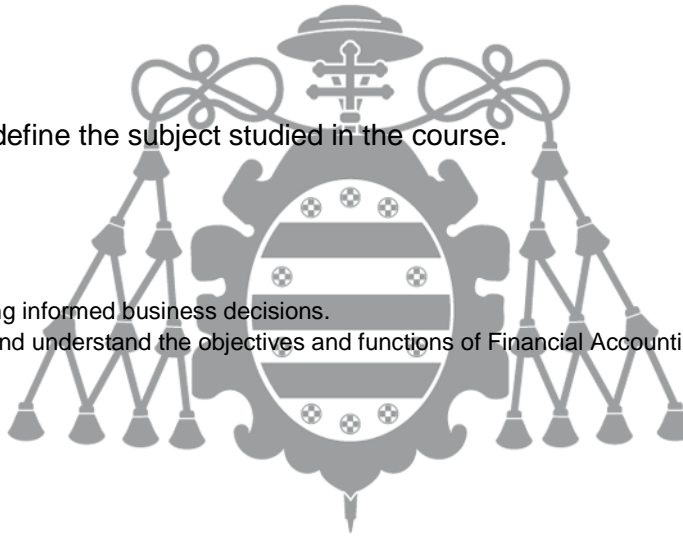 define the subject studied in the course.
ng informed business decisions.
nd understand the objectives and functions of Financial Accounti